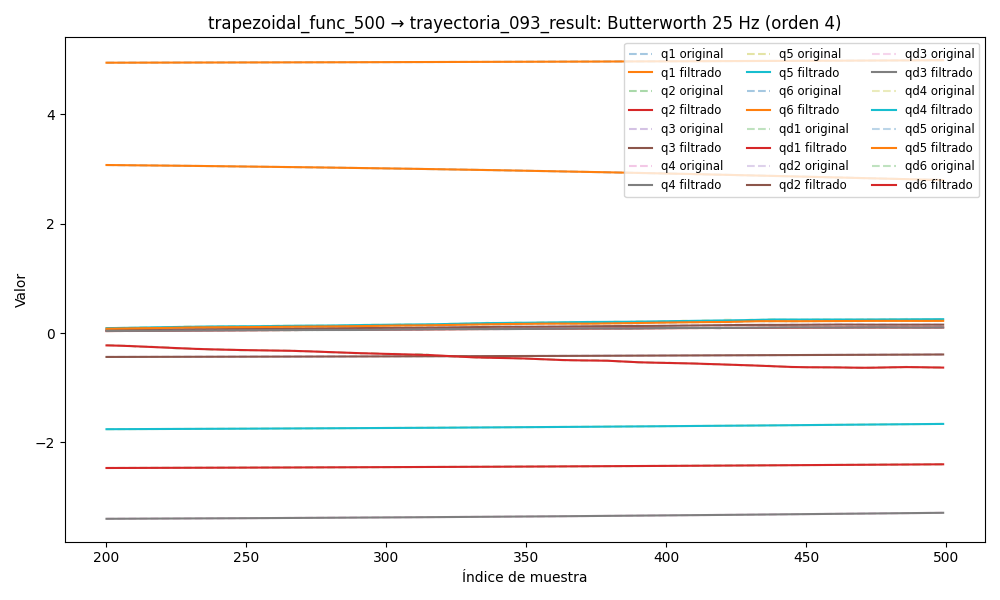 trapezoidal_func_500 → trayectoria_093_result: Butterworth 25 Hz (orden 4)
q1 original
q1 filtrado
q2 original
q2 filtrado
q3 original
q3 filtrado
q4 original
q4 filtrado
q5 original
q5 filtrado
q6 original
q6 filtrado
qd1 original
qd1 filtrado
qd2 original
qd2 filtrado
qd3 original
qd3 filtrado
qd4 original
qd4 filtrado
qd5 original
qd5 filtrado
qd6 original
qd6 filtrado
Valor
4
2
0
−2
200 250 300 350 400 450 500
Índice de muestra